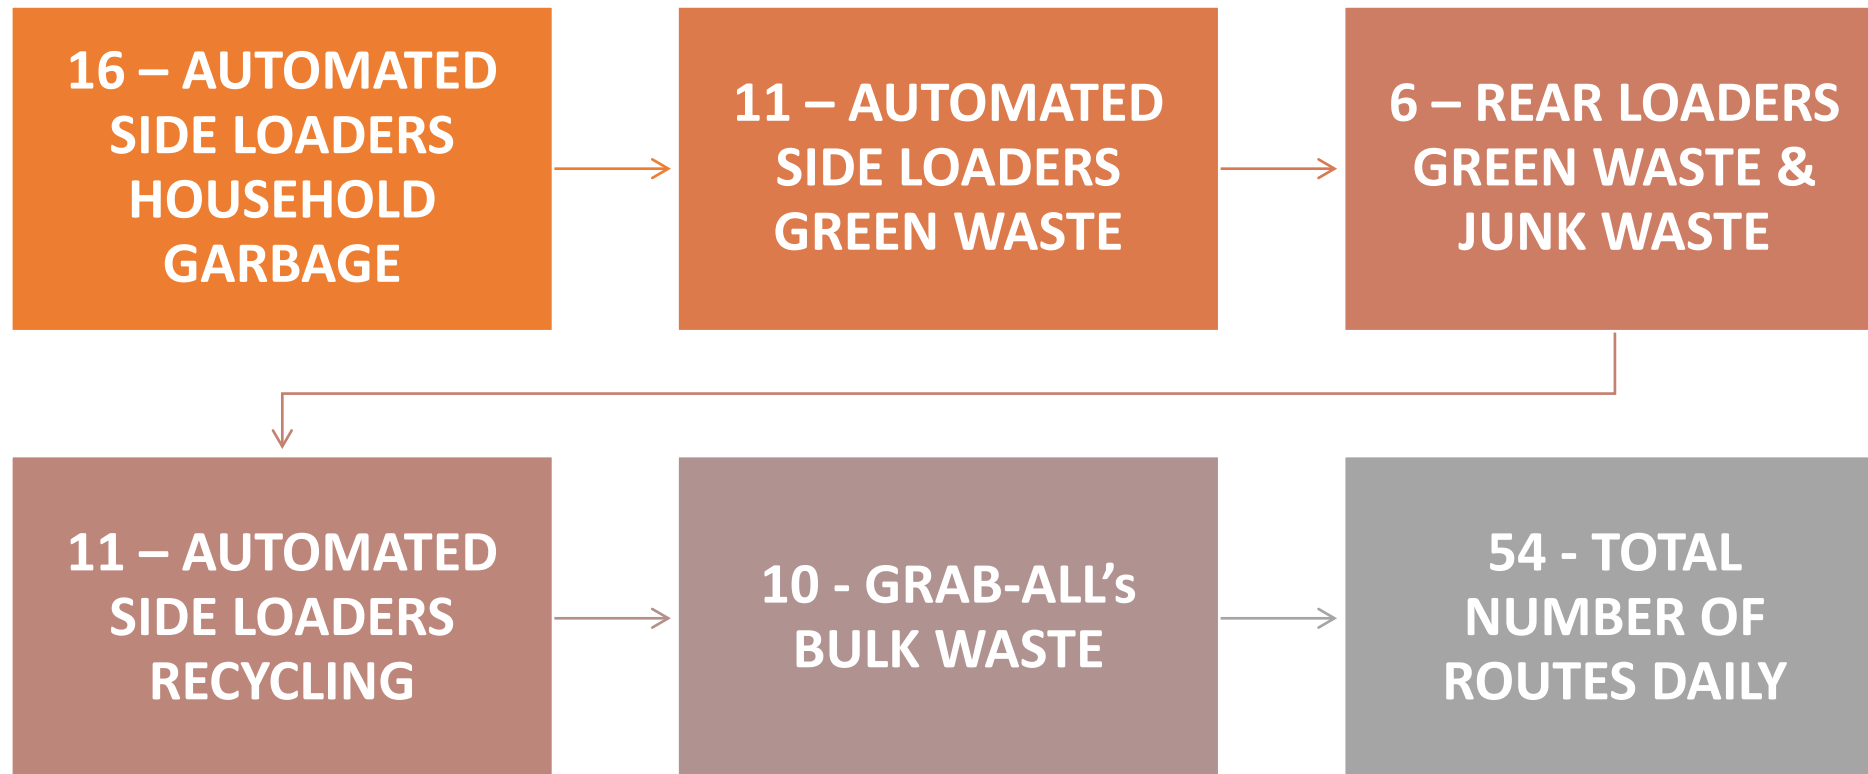 16 – AUTOMATED
SIDE LOADERS
HOUSEHOLD
GARBAGE
11 – AUTOMATED
SIDE LOADERS
GREEN WASTE
6 – REAR LOADERS
GREEN WASTE &
JUNK WASTE
11 – AUTOMATED
SIDE LOADERS
RECYCLING
10 - GRAB-ALL’s
BULK WASTE
54 - TOTAL
NUMBER OF
ROUTES DAILY